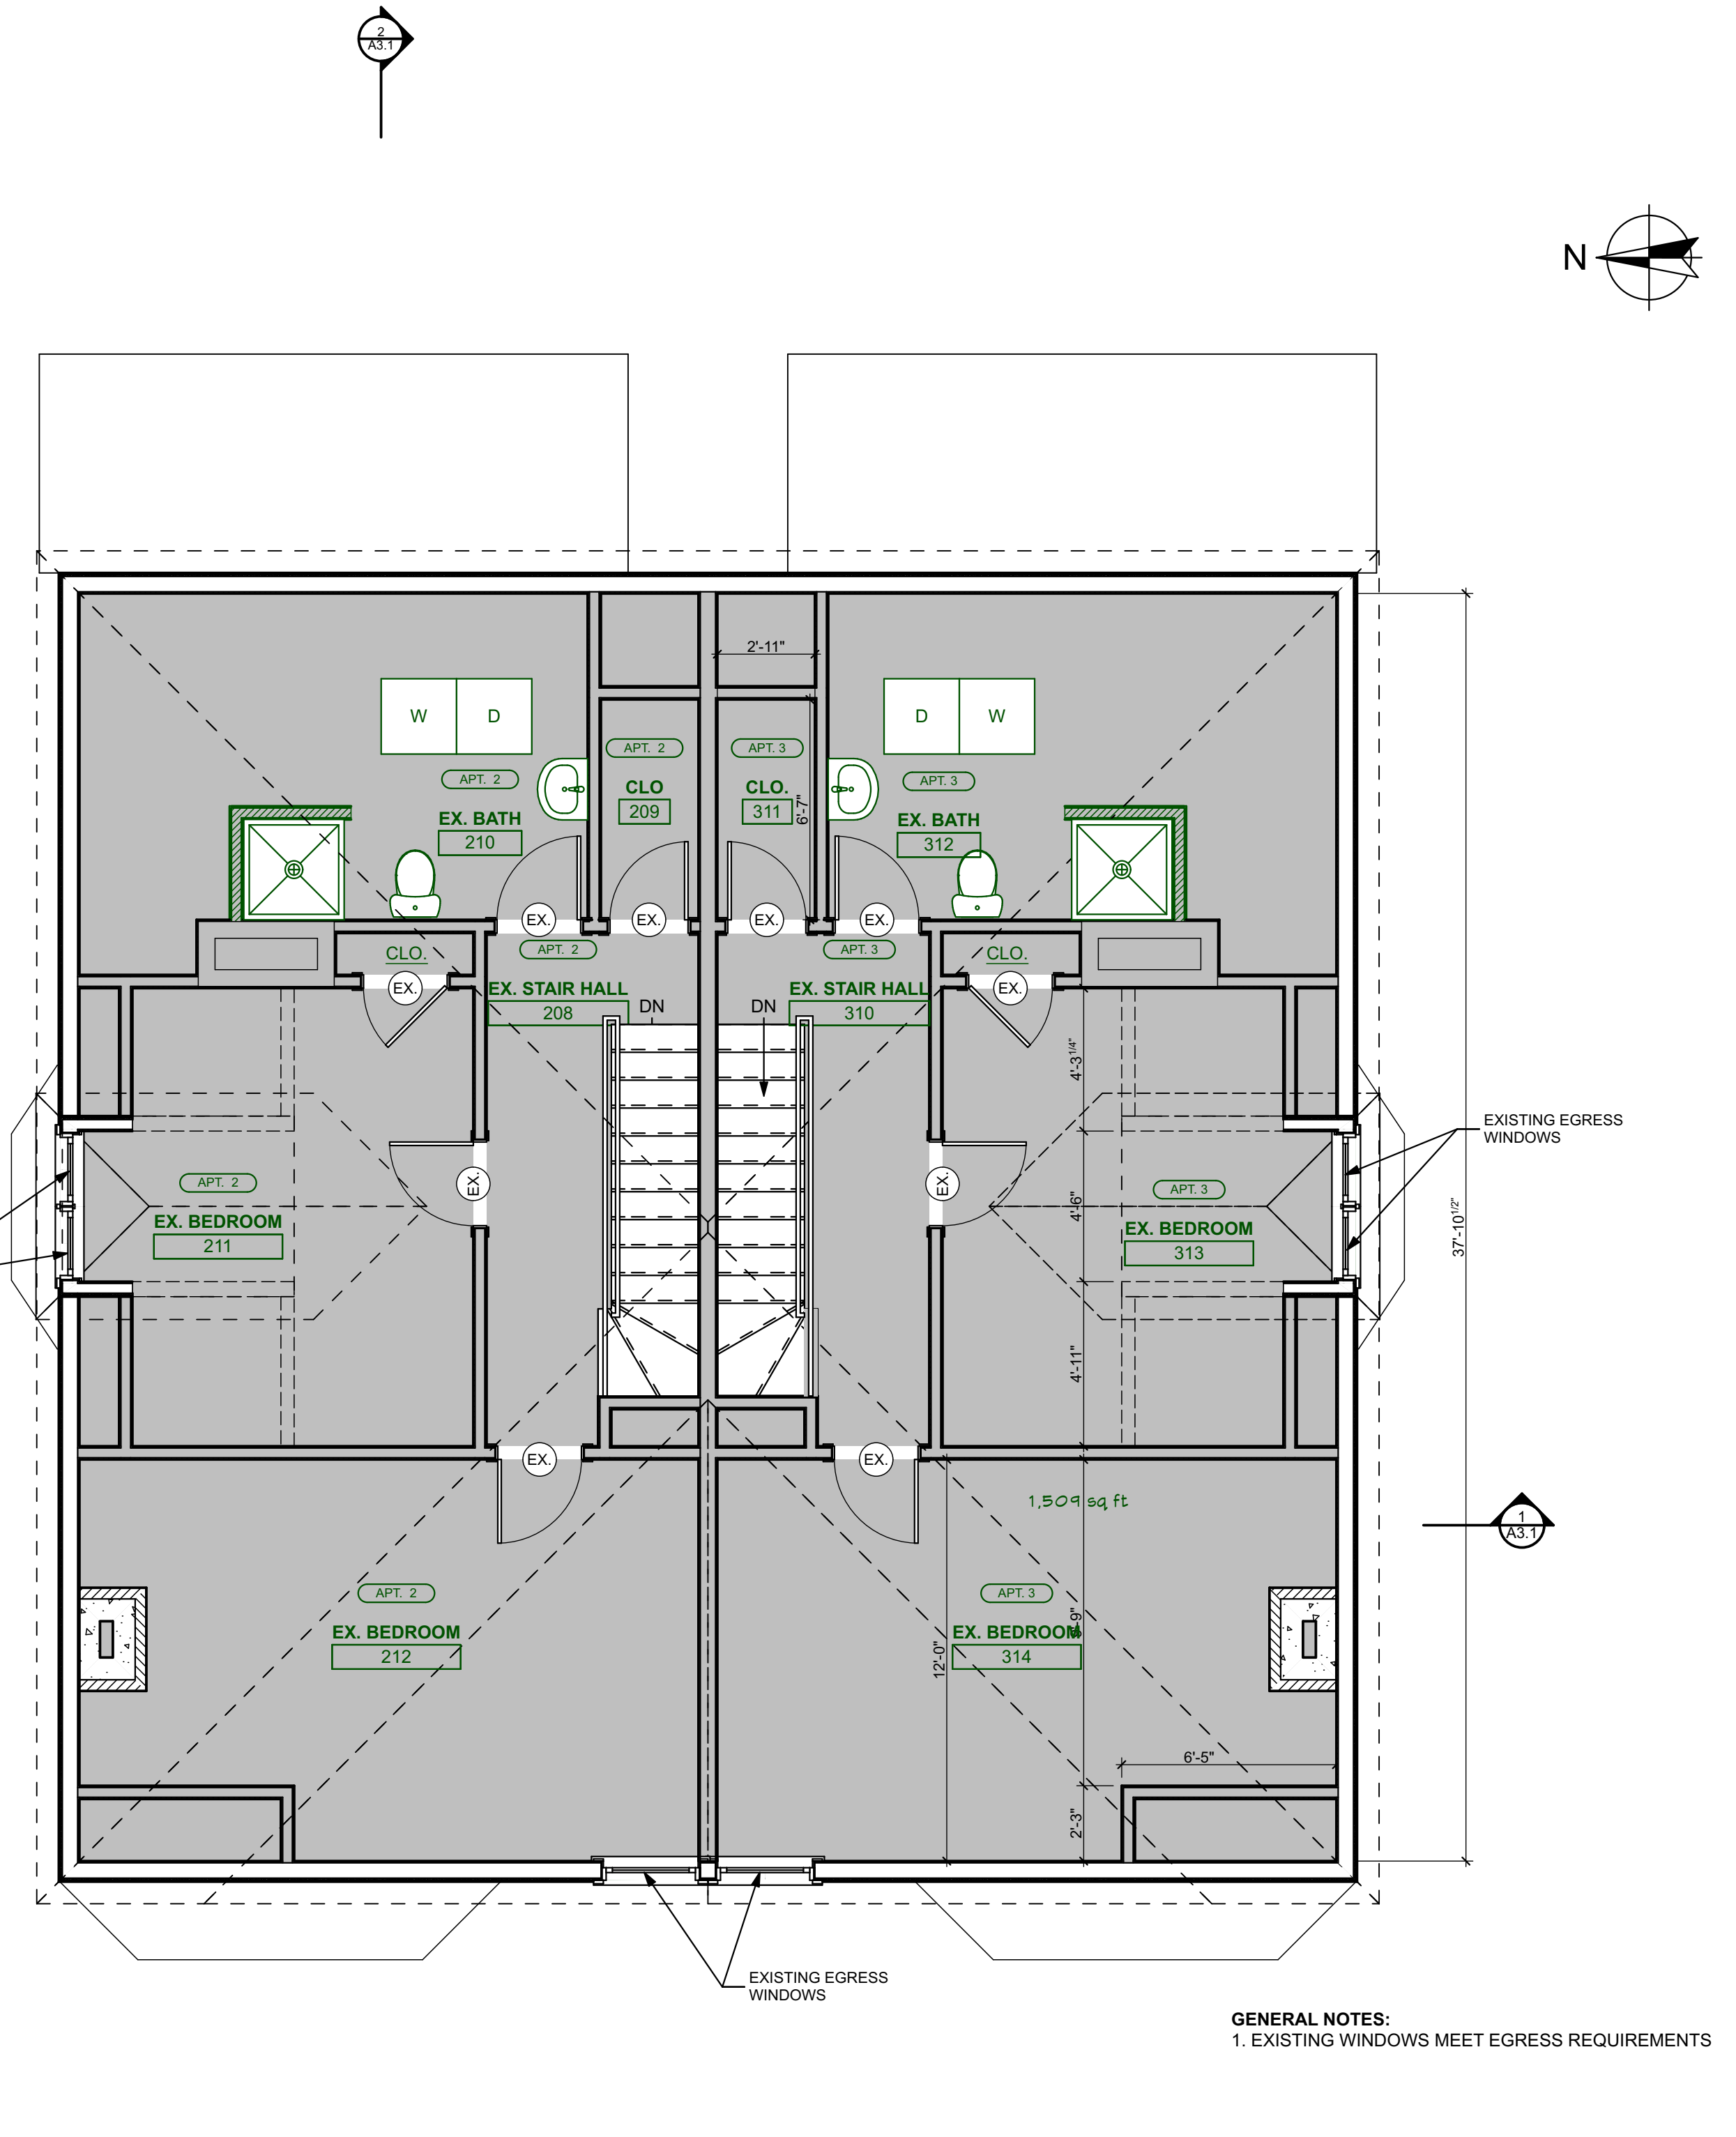 2
A3.1
N
2'-11"
W D
D W
APT. 2
APT. 3
APT. 2
APT. 3
CLO
209
CLO.
311
6'-7"
EX. BATH
210
EX. BATH
312
EX.
EX.
EX.
EX.
APT. 2
APT. 3
CLO.
CLO.
EX.
EX.
EX. STAIR HALL
208
DN
DN
EX. STAIR HALL
310
4'-3 1/4"
EXISTING EGRESS
WINDOWS
APT. 2
EX. BEDROOM
211
EX.
EX.
APT. 3
EX. BEDROOM
313
4'-6"
37'-10 1/2"
4'-11"
EX.
EX.
1,509 sq ft
1
A3.1
APT. 2
EX. BEDROOM
212
APT. 3
EX. BEDROOM
314
12'-0"
6'-5"
2'-3"
EXISTING EGRESS
WINDOWS
GENERAL NOTES:
1. EXISTING WINDOWS MEET EGRESS REQUIREMENTS